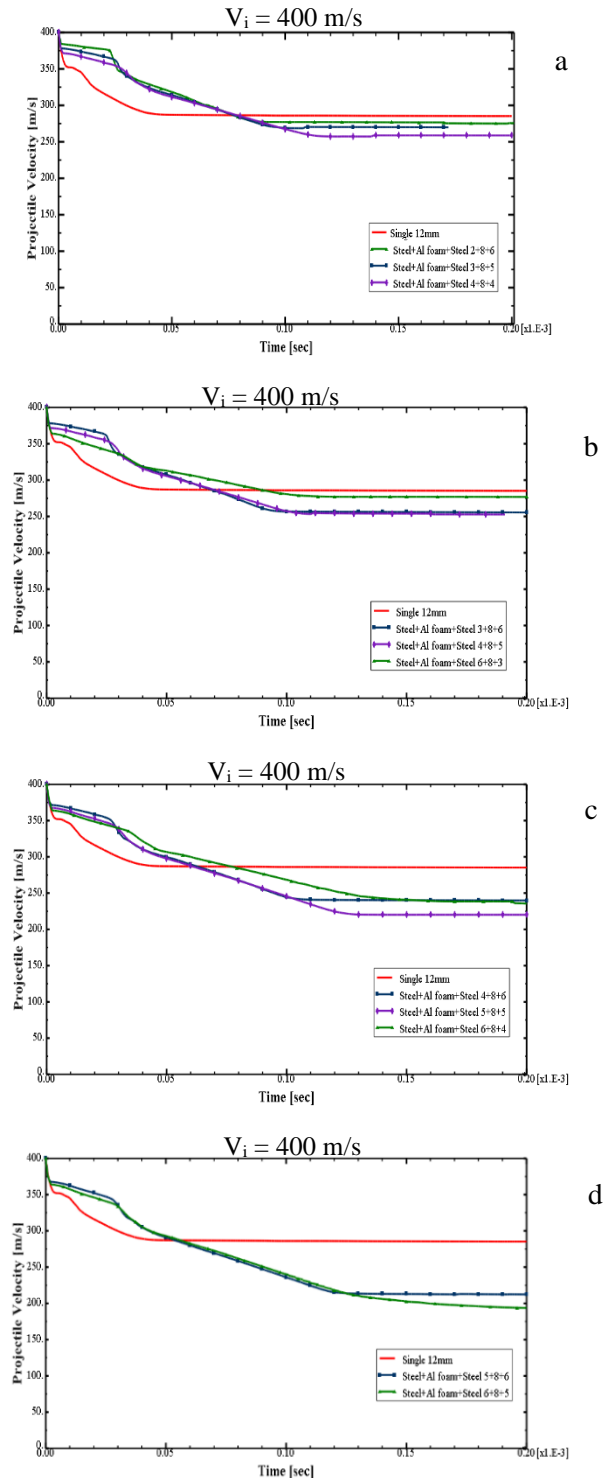 Vᵢ = 400 m/s
a
400.
350.
300.
250.
200.
150.
100.
50.
0.
Projectile Velocity [m/s]
Single 12mm
Steel+Al foam+Steel 2+8+6
Steel+Al foam+Steel 3+8+5
Steel+Al foam+Steel 4+8+4
0.00 0.05 0.10 0.15 0.20 [x1.E-3]
Time [sec]
Vᵢ = 400 m/s
b
400.
350.
300.
250.
200.
150.
100.
50.
0.
Projectile Velocity [m/s]
Single 12mm
Steel+Al foam+Steel 3+8+6
Steel+Al foam+Steel 4+8+5
Steel+Al foam+Steel 6+8+3
0.00 0.05 0.10 0.15 0.20 [x1.E-3]
Time [sec]
Vᵢ = 400 m/s
c
400.
350.
300.
250.
200.
150.
100.
50.
0.
Projectile Velocity [m/s]
Single 12mm
Steel+Al foam+Steel 4+8+6
Steel+Al foam+Steel 5+8+5
Steel+Al foam+Steel 6+8+4
0.00 0.05 0.10 0.15 0.20 [x1.E-3]
Time [sec]
Vᵢ = 400 m/s
d
400.
350.
300.
250.
200.
150.
100.
50.
0.
Projectile Velocity [m/s]
Single 12mm
Steel+Al foam+Steel 5+8+6
Steel+Al foam+Steel 6+8+5
0.00 0.05 0.10 0.15 0.20 [x1.E-3]
Time [sec]